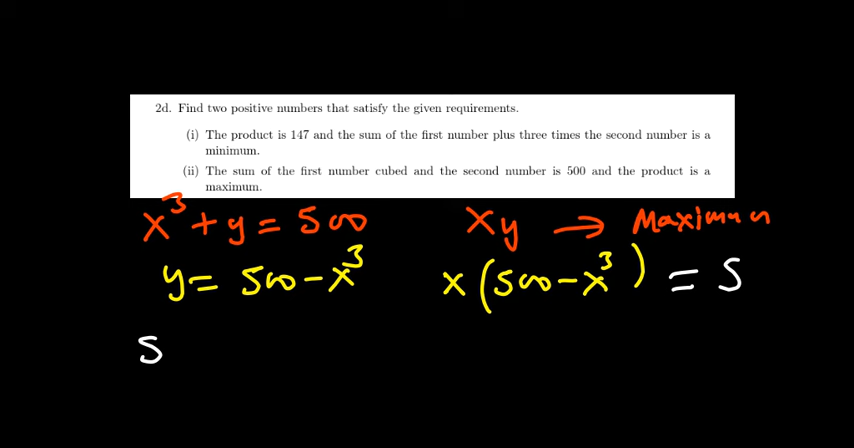 2d. Find two positive numbers that satisfy the given requirements.
(i) The product is 147 and the sum of the first number plus three times the second number is a
minimum.
(ii) The sum of the first number cubed and the second number is 500 and the product is a
maximum.
x³ + y = 500 xy → Maximum
y = 500 - x³ x(500 - x³) = S
S